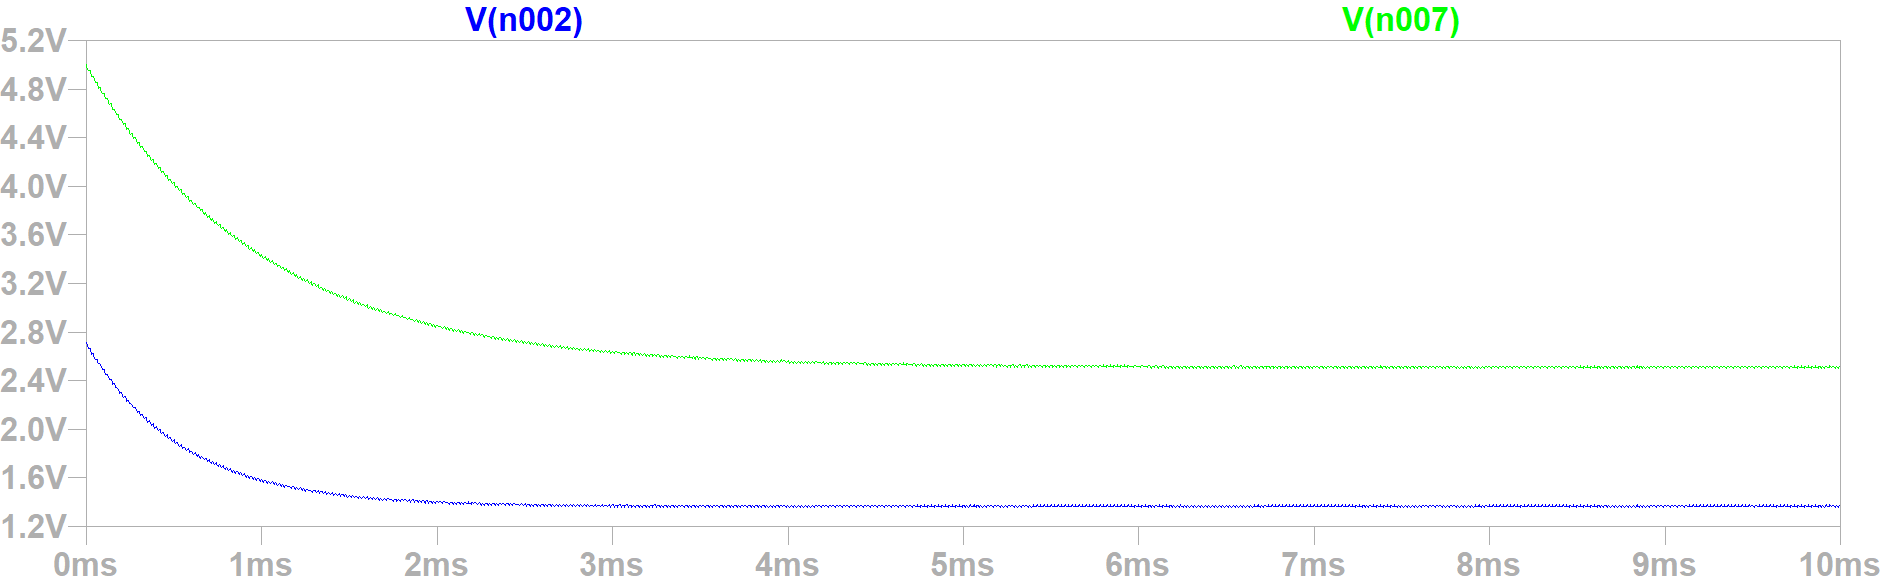 V(n002) V(n007)
5.2V
4.8V
4.4V
4.0V
3.6V
3.2V
2.8V
2.4V
2.0V
1.6V
1.2V
0ms 1ms 2ms 3ms 4ms 5ms 6ms 7ms 8ms 9ms 10ms